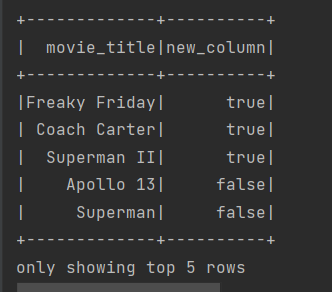 +-------------+----------+
|  movie_title|new_column|
+-------------+----------+
|Freaky Friday|      true|
| Coach Carter|      true|
|  Superman II|      true|
|    Apollo 13|     false|
|     Superman|     false|
+-------------+----------+
only showing top 5 rows